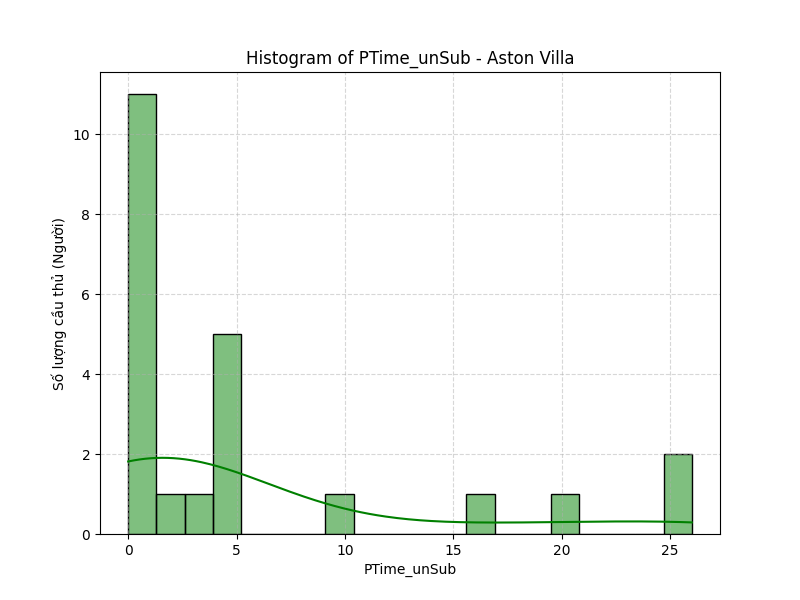 Histogram of PTime_unSub - Aston Villa
Số lượng cầu thủ (Người)
10
8
6
4
2
0
0 5 10 15 20 25
PTime_unSub